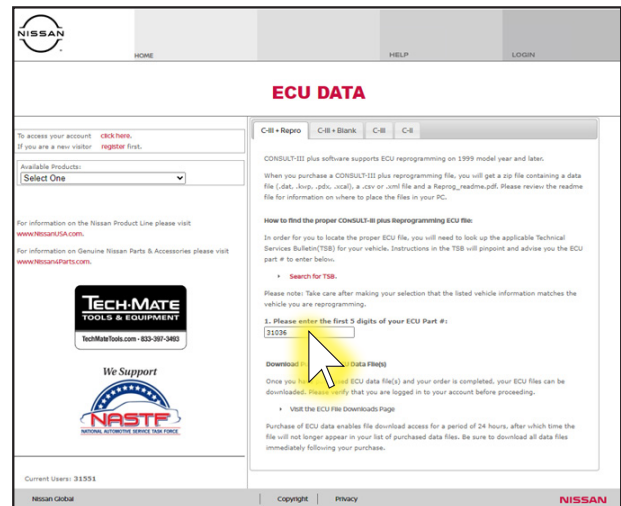 NISSAN
HOME
HELP
LOGIN
ECU DATA
To access your account click here.
If you are a new visitor register first.
Available Products:
Select One
For information on the Nissan Product Line please visit
www.NissanUSA.com.
For information on Genuine Nissan Parts & Accessories please visit
www.Nissan4Parts.com.
TECH•MATE
TOOLS & EQUIPMENT
TechMateTools.com • 833-397-3493
We Support
NASTF
NATIONAL AUTOMOTIVE SERVICE TASK FORCE
Current Users: 31551
C-III + Repro
C-III + Blank
C-III
C-II
CONSULT-III plus software supports ECU reprogramming on 1999 model year and later.
When you purchase a CONSULT-III plus reprogramming file, you will get a zip file containing a data
file (.dat, .kwp, .pdx, .xcal), a .csv or .xml file and a Reprog_readme.pdf. Please review the readme
file for information on where to place the files in your Programming.
How to find the proper CONSULT-III plus Reprogramming ECU file:
In order for you to locate the proper ECU file, you will need to look up the applicable Technical
Services Bulletin(TSB) for your vehicle. Instructions in the TSB will pinpoint and advise you the ECU
part # to enter below.
Search for TSB.
Please note: Take care after making your selection that the listed vehicle information matches the
vehicle you are reprogramming.
1. Please enter the first 5 digits of your ECU Part #:
31036
Download ECU Data File(s)
Once you ha ed ECU data file(s) and your order is completed, your ECU files can be
downloaded. Please verify that you are logged in to your account before proceeding.
Visit the ECU File Downloads Page
Purchase of ECU data enables file download access for a period of 24 hours, after which time the
file will not longer appear in your list of purchased data files. Be sure to download all data files
immediately following your purchase.
Nissan Global
Copyright
Privacy
NISSAN